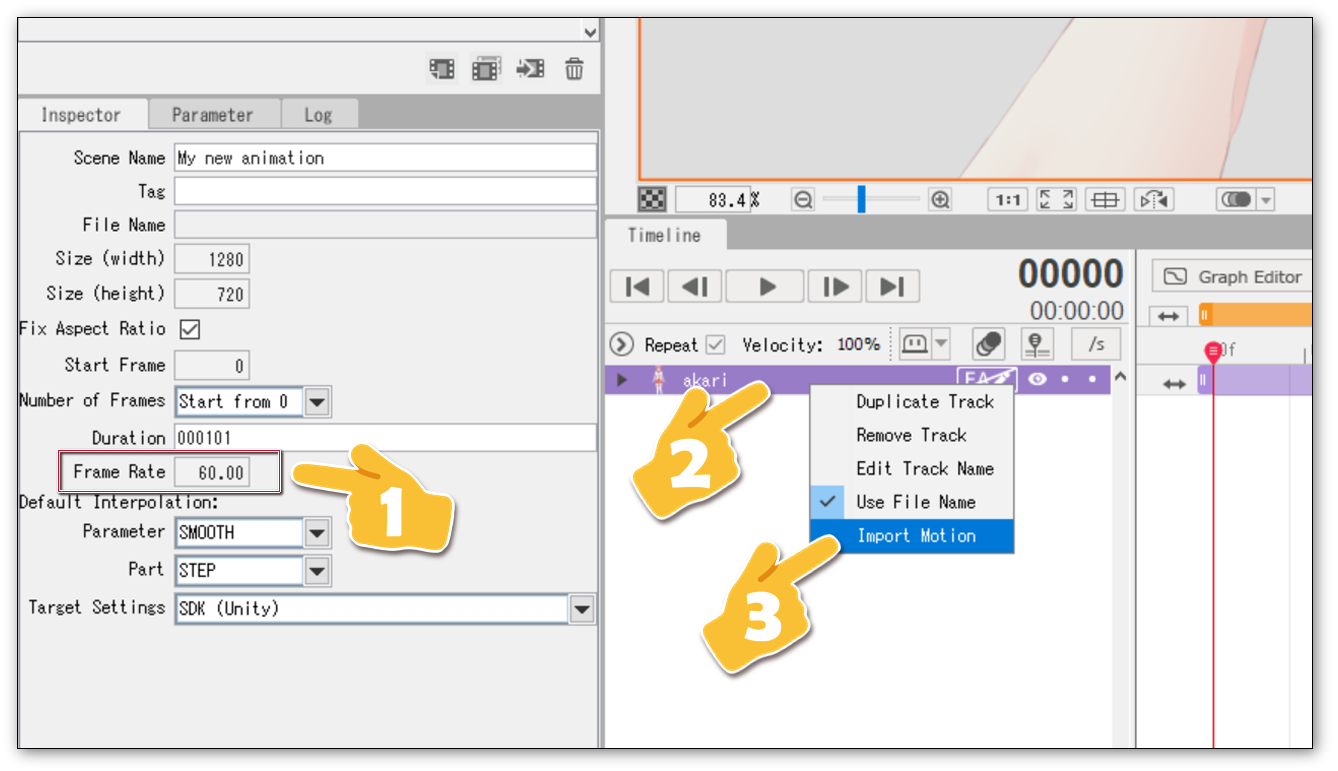 Inspector Parameter Log
Scene Name My new animation
Tag
File Name
Size (width) 1280
Size (height) 720
Fix Aspect Ratio
Start Frame 0
Number of Frames Start from 0
Duration 000101
Frame Rate 60.00
Default Interpolation:
Parameter SMOOTH
Part STEP
Target Settings SDK (Unity)
1
83.4%
1:1
Timeline
00000
00:00:00
Graph Editor
Repeat Velocity: 100% /s
0f
akari
2
Duplicate Track
Remove Track
Edit Track Name
Use File Name
Import Motion
3